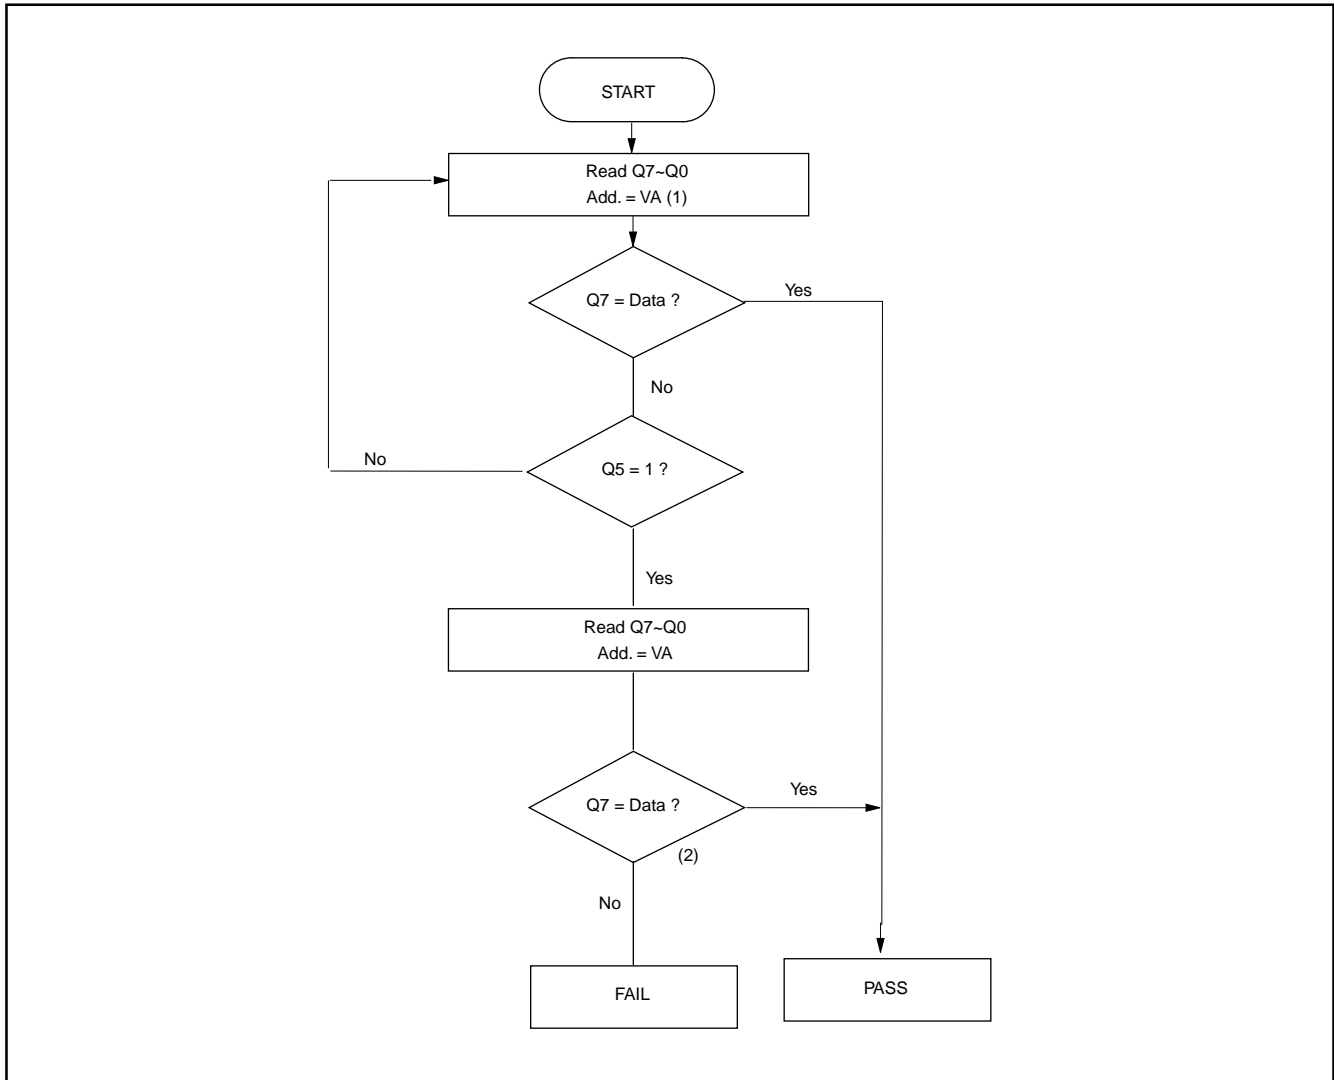 START
Read Q7~Q0
Add. = VA (1)
Q7 = Data ?
Yes
No
Q5 = 1 ?
No
Yes
Read Q7~Q0
Add. = VA
Q7 = Data ?
Yes
(2)
No
FAIL
PASS